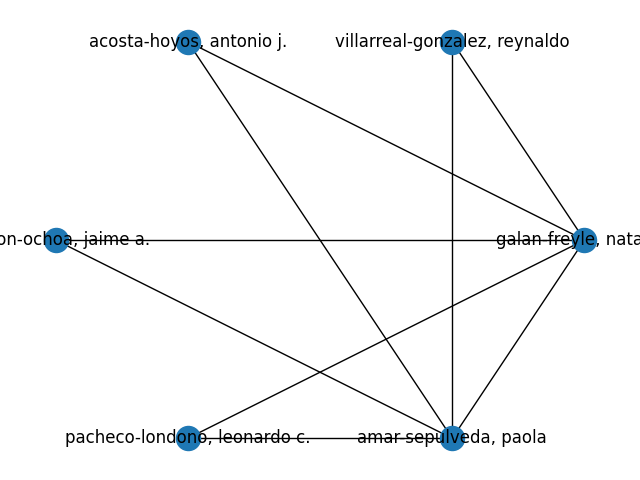 acosta-hoyos, antonio j.
villarreal-gonzalez, reynaldo
on-ochoa, jaime a.
galan-freyle, nata
pacheco-londono, leonardo c.
amar-sepulveda, paola